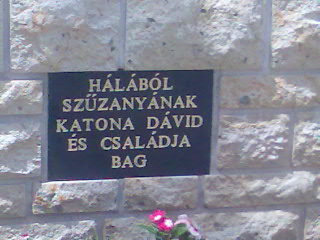 HÁLÁBÓL
SZŰZANYÁNAK
KATONA DÁVID
ÉS CSALÁDJA
BAG